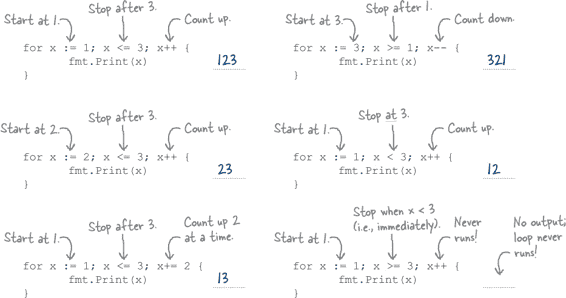 Start at 1.
Stop after 3.
Count up.
for x := 1; x <= 3; x++ {
fmt.Print(x)
}
123
Start at 3.
Stop after 1.
Count down.
for x := 3; x >= 1; x-- {
fmt.Print(x)
}
321
Start at 2.
Stop after 3.
Count up.
for x := 2; x <= 3; x++ {
fmt.Print(x)
}
23
Start at 1.
Stop at 3.
Count up.
for x := 1; x < 3; x++ {
fmt.Print(x)
}
12
Start at 1.
Stop after 3.
Count up 2
at a time.
for x := 1; x <= 3; x+= 2 {
fmt.Print(x)
}
13
Start at 1.
Stop when x < 3
(i.e., immediately).
Never
runs!
for x := 1; x >= 3; x++ {
fmt.Print(x)
}
No output;
loop never
runs!